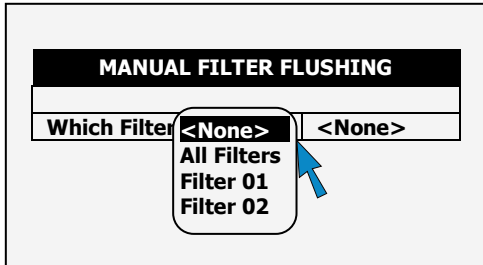 MANUAL FILTER FLUSHING
Which Filter <None> <None>
All Filters
Filter 01
Filter 02